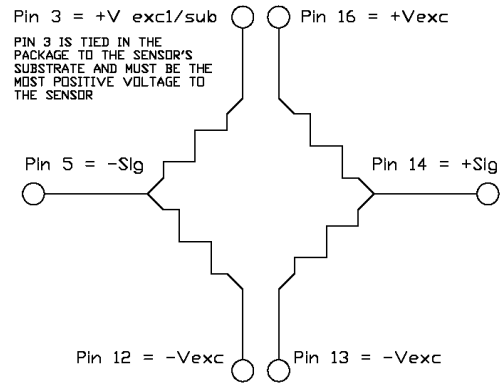 Pin 3 = +V exc1/sub
Pin 16 = +Vexc
PIN 3 IS TIED IN THE
PACKAGE TO THE SENSOR'S
SUBSTRATE AND MUST BE THE
MOST POSITIVE VOLTAGE TO
THE SENSOR
Pin 5 = -Sig
Pin 14 = +Sig
Pin 12 = -Vexc
Pin 13 = -Vexc